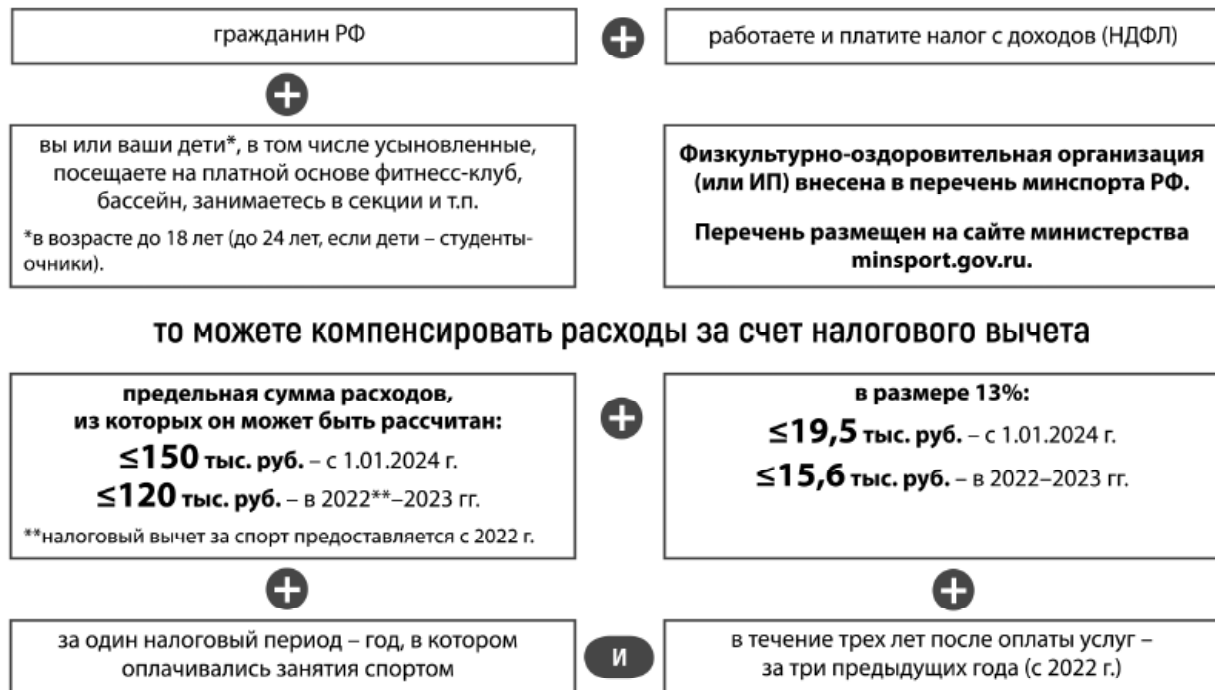 гражданин РФ
+
работаете и платите налог с доходов (НДФЛ)
+
вы или ваши дети*, в том числе усыновленные,
посещаете на платной основе фитнесс-клуб,
бассейн, занимаетесь в секции и т.п.
*в возрасте до 18 лет (до 24 лет, если дети – студенты-
очники).
Физкультурно-оздоровительная организация
(или ИП) внесена в перечень минспорта РФ.
Перечень размещен на сайте министерства
minsport.gov.ru.
то можете компенсировать расходы за счет налогового вычета
предельная сумма расходов,
из которых он может быть рассчитан:
≤150 тыс. руб. – с 1.01.2024 г.
≤120 тыс. руб. – в 2022**–2023 гг.
**налоговый вычет за спорт предоставляется с 2022 г.
+
в размере 13%:
≤19,5 тыс. руб. – с 1.01.2024 г.
≤15,6 тыс. руб. – в 2022–2023 гг.
+
+
за один налоговый период – год, в котором
оплачивались занятия спортом
и
в течение трех лет после оплаты услуг –
за три предыдущих года (с 2022 г.)